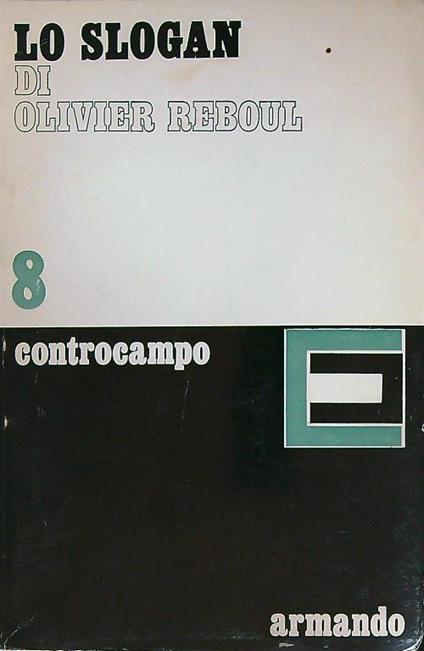 LO SLOGAN
DI
OLIVIER REBOUL
8
controcampo
armando